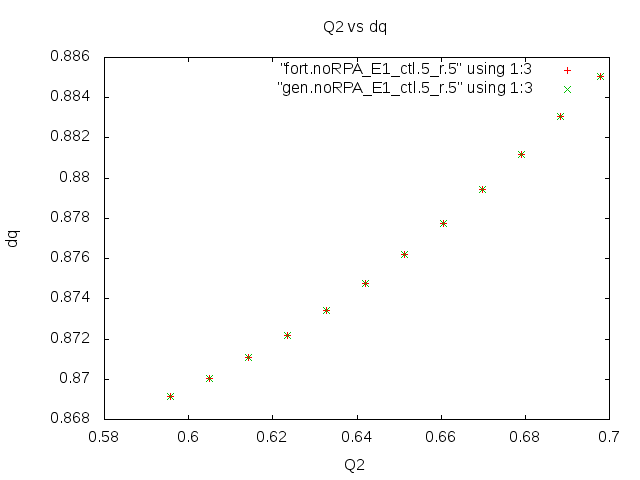 Q2 vs dq
"fort.noRPA_E1_ctl.5_r.5" using 1:3
"gen.noRPA_E1_ctl.5_r.5" using 1:3
0.886
0.884
0.882
0.88
0.878
0.876
0.874
0.872
0.87
0.868
dq
0.58 0.6 0.62 0.64 0.66 0.68 0.7
Q2